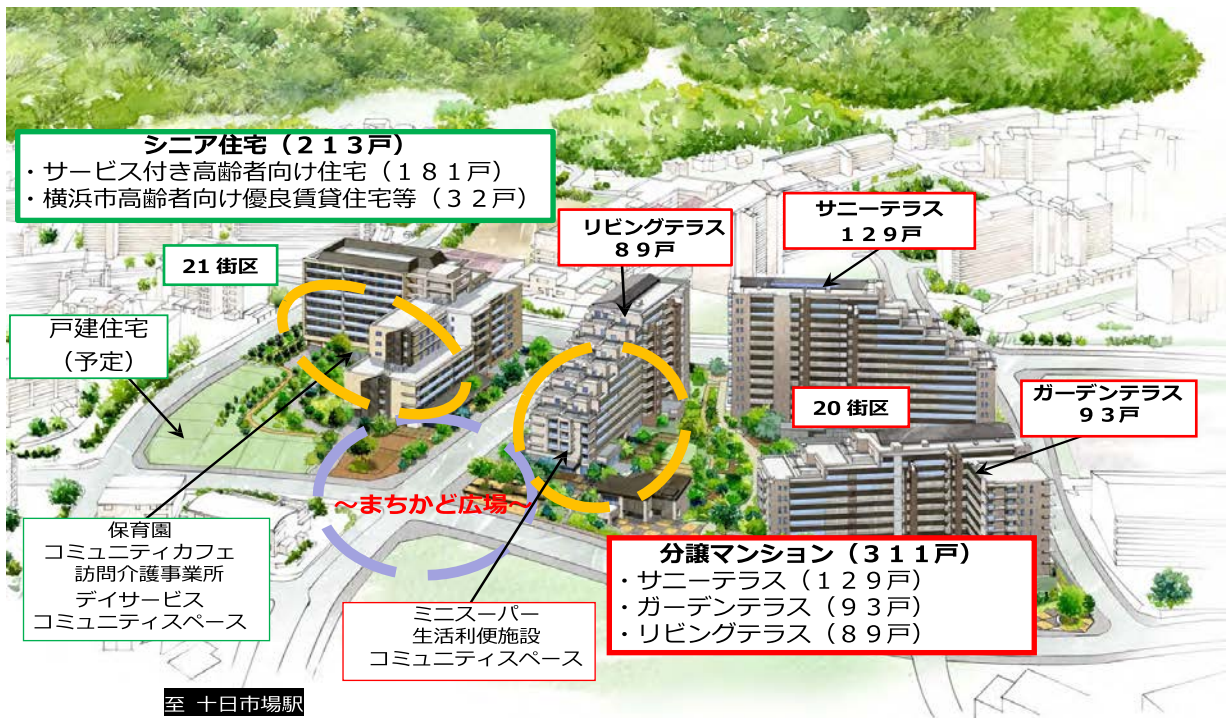 シニア住宅（２１３戸）
・サービス付き高齢者向け住宅（１８１戸）
・横浜市高齢者向け優良賃貸住宅等（３２戸）
リビングテラス
８９戸
サニーテラス
１２９戸
21 街区
戸建住宅
（予定）
20 街区
ガーデンテラス
９３戸
～まちかど広場～
保育園
コミュニティカフェ
訪問介護事業所
デイサービス
コミュニティスペース
ミニスーパー
生活利便施設
コミュニティスペース
分譲マンション（３１１戸）
・サニーテラス（１２９戸）
・ガーデンテラス（９３戸）
・リビングテラス（８９戸）
至 十日市場駅